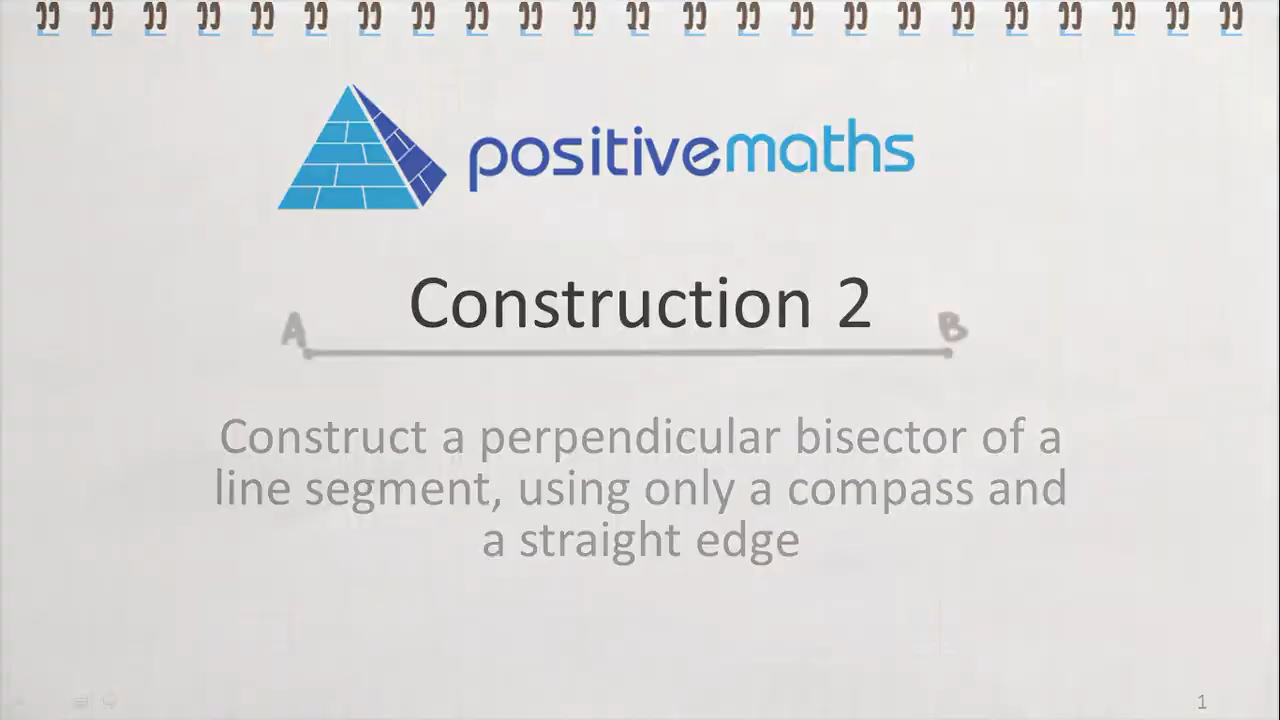 positivemaths
Construction 2
A B
Construct a perpendicular bisector of a
line segment, using only a compass and
a straight edge
1